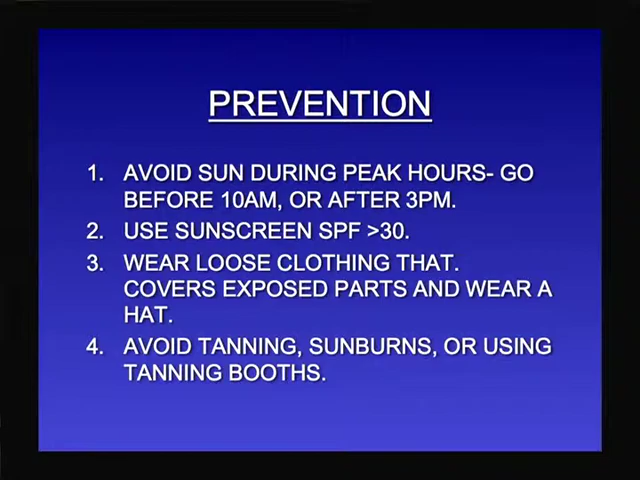 PREVENTION
1. AVOID SUN DURING PEAK HOURS- GO
BEFORE 10AM, OR AFTER 3PM.
2. USE SUNSCREEN SPF >30.
3. WEAR LOOSE CLOTHING THAT.
COVERS EXPOSED PARTS AND WEAR A
HAT.
4. AVOID TANNING, SUNBURNS, OR USING
TANNING BOOTHS.